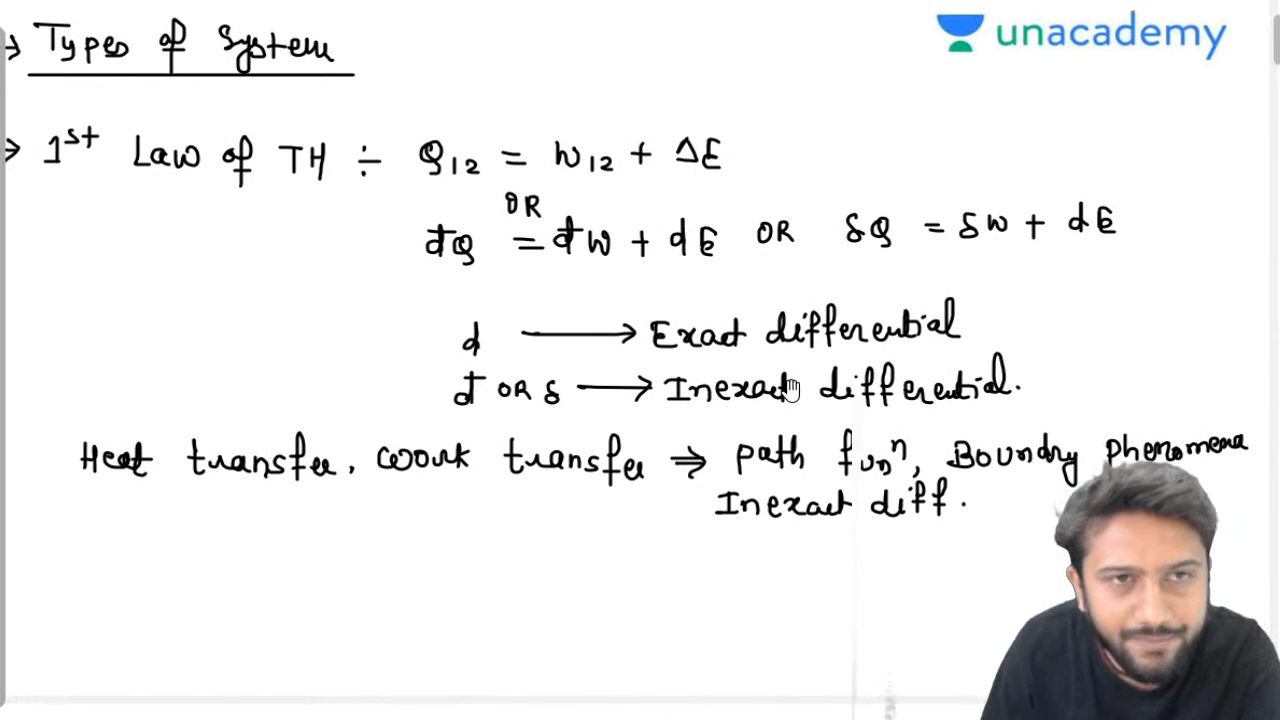 → Types of System
unacademy
→ 1st Law of TH ÷ Q12 = W12 + ΔE
OR
đQ = đW + dE OR δQ = δW + dE
d ⟶ Exact differential
đ OR δ ⟶ Inexact differential.
Heat transfer, work transfer ⇒ path funⁿ, Boundry phenomena
Inexact diff.